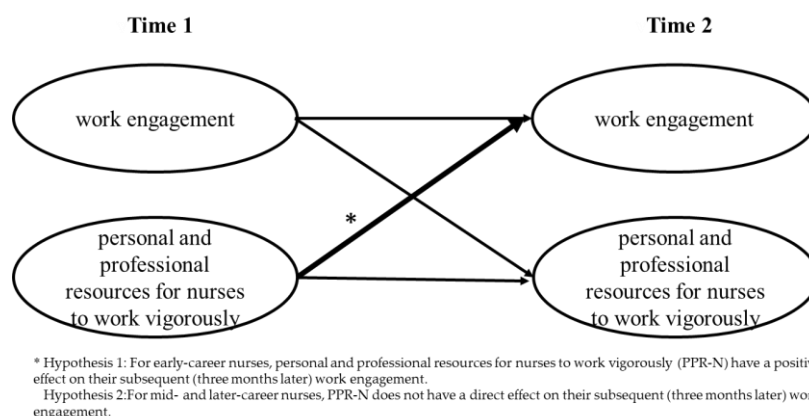 Time 1
Time 2
work engagement
work engagement
personal and
professional
resources for nurses
to work vigorously
personal and
professional
resources for nurses
to work vigorously
*
* Hypothesis 1: For early-career nurses, personal and professional resources for nurses to work vigorously (PPR-N) have a positiv
effect on their subsequent (three months later) work engagement.
Hypothesis 2:For mid- and later-career nurses, PPR-N does not have a direct effect on their subsequent (three months later) wor
engagement.